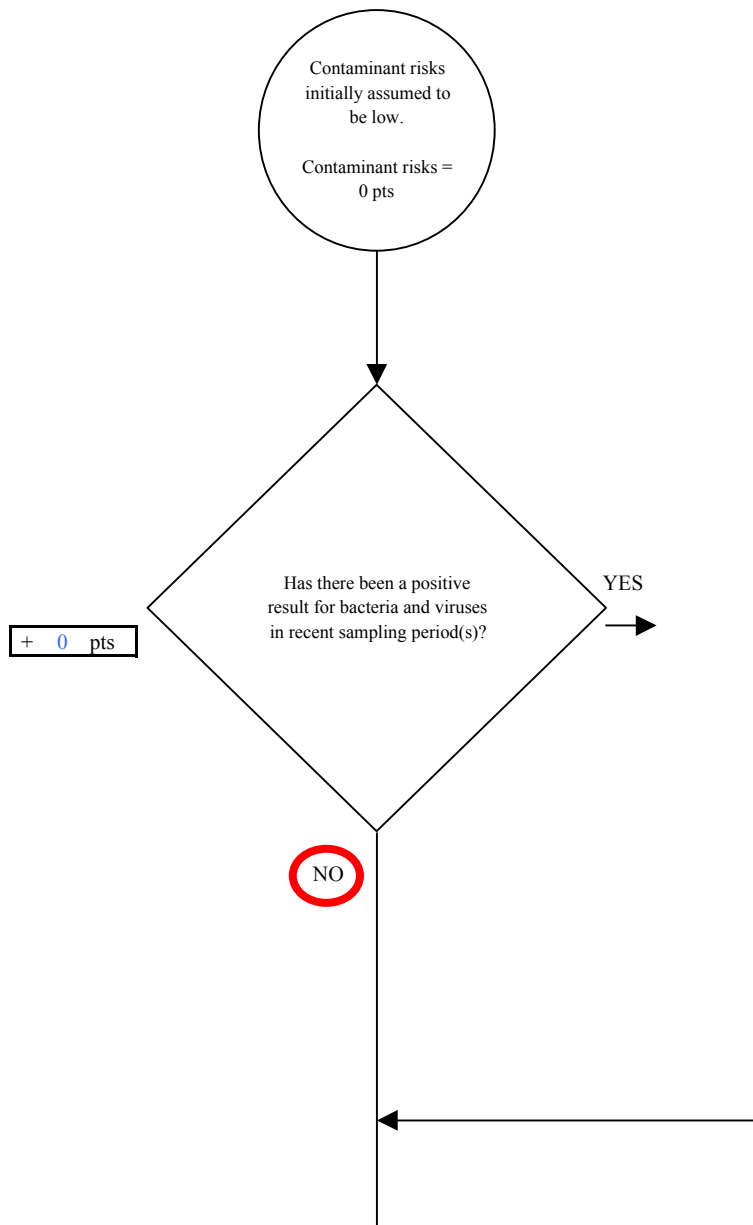 Contaminant risks
initially assumed to
be low.
Contaminant risks =
0 pts
Has there been a positive
result for bacteria and viruses
in recent sampling period(s)?
YES
+ 0 pts
NO